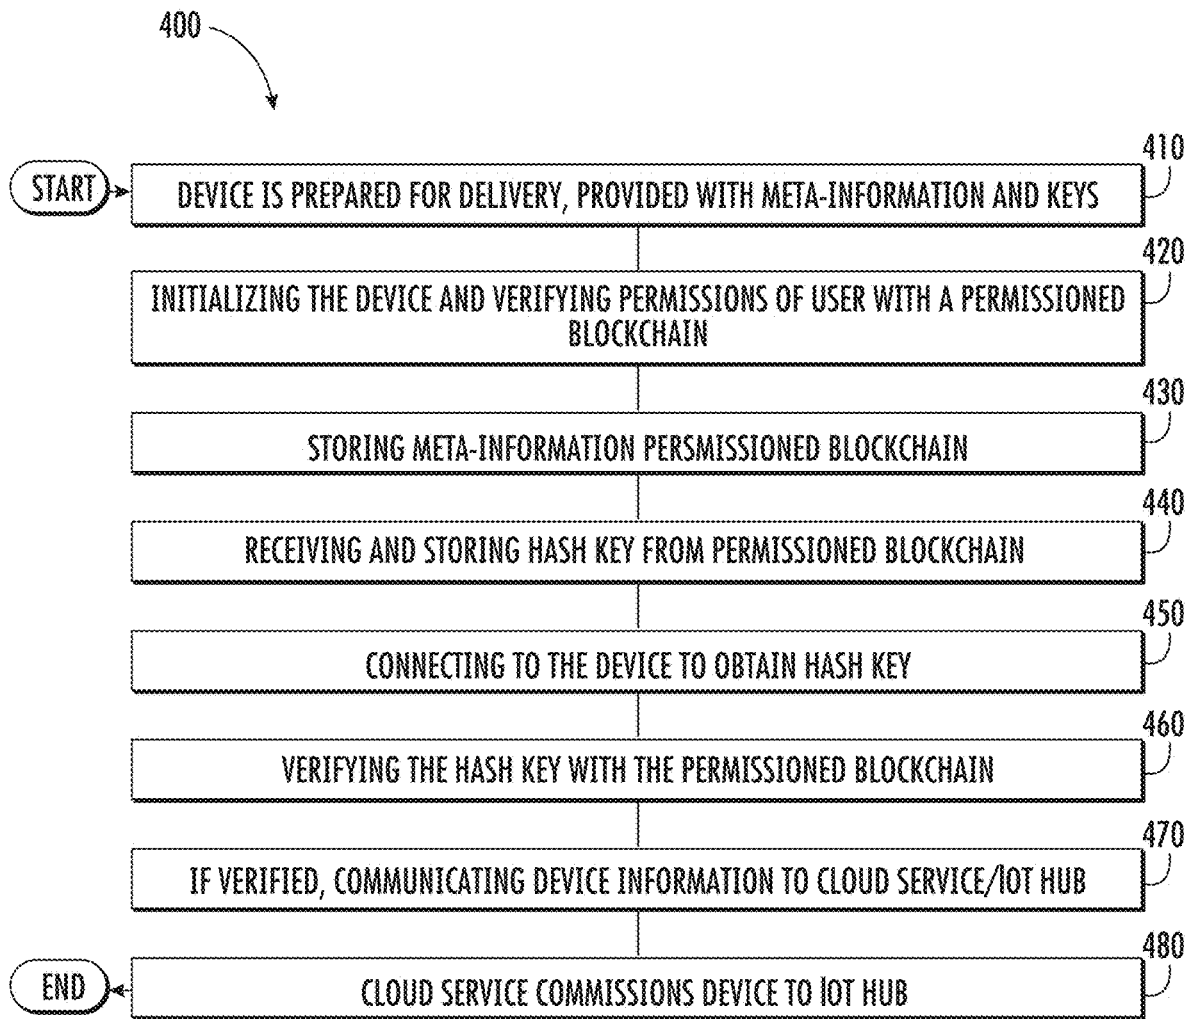 400
410
START
DEVICE IS PREPARED FOR DELIVERY, PROVIDED WITH META-INFORMATION AND KEYS
420
INITIALIZING THE DEVICE AND VERIFYING PERMISSIONS OF USER WITH A PERMISSIONED
BLOCKCHAIN
430
STORING META-INFORMATION PERSMISSIONED BLOCKCHAIN
440
RECEIVING AND STORING HASH KEY FROM PERMISSIONED BLOCKCHAIN
450
CONNECTING TO THE DEVICE TO OBTAIN HASH KEY
460
VERIFYING THE HASH KEY WITH THE PERMISSIONED BLOCKCHAIN
470
IF VERIFIED, COMMUNICATING DEVICE INFORMATION TO CLOUD SERVICE/IOT HUB
480
END
CLOUD SERVICE COMMISSIONS DEVICE TO IOT HUB